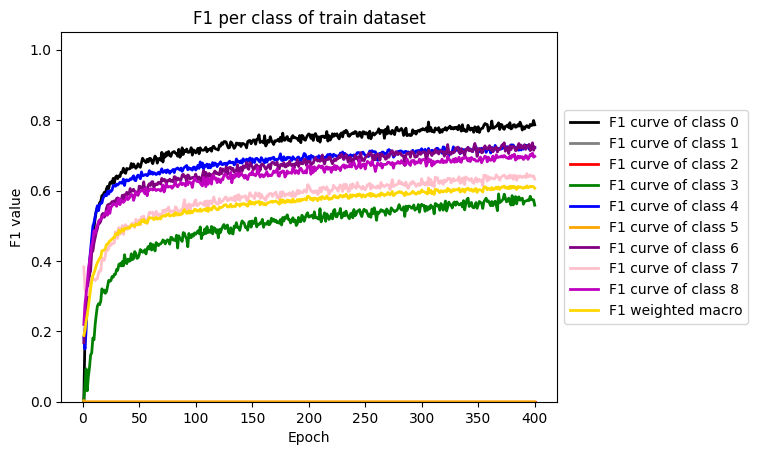 F1 per class of train dataset
1.0
0.8
0.6
0.4
0.2
0.0
F1 value
0 50 100 150 200 250 300 350 400
Epoch
F1 curve of class 0
F1 curve of class 1
F1 curve of class 2
F1 curve of class 3
F1 curve of class 4
F1 curve of class 5
F1 curve of class 6
F1 curve of class 7
F1 curve of class 8
F1 weighted macro